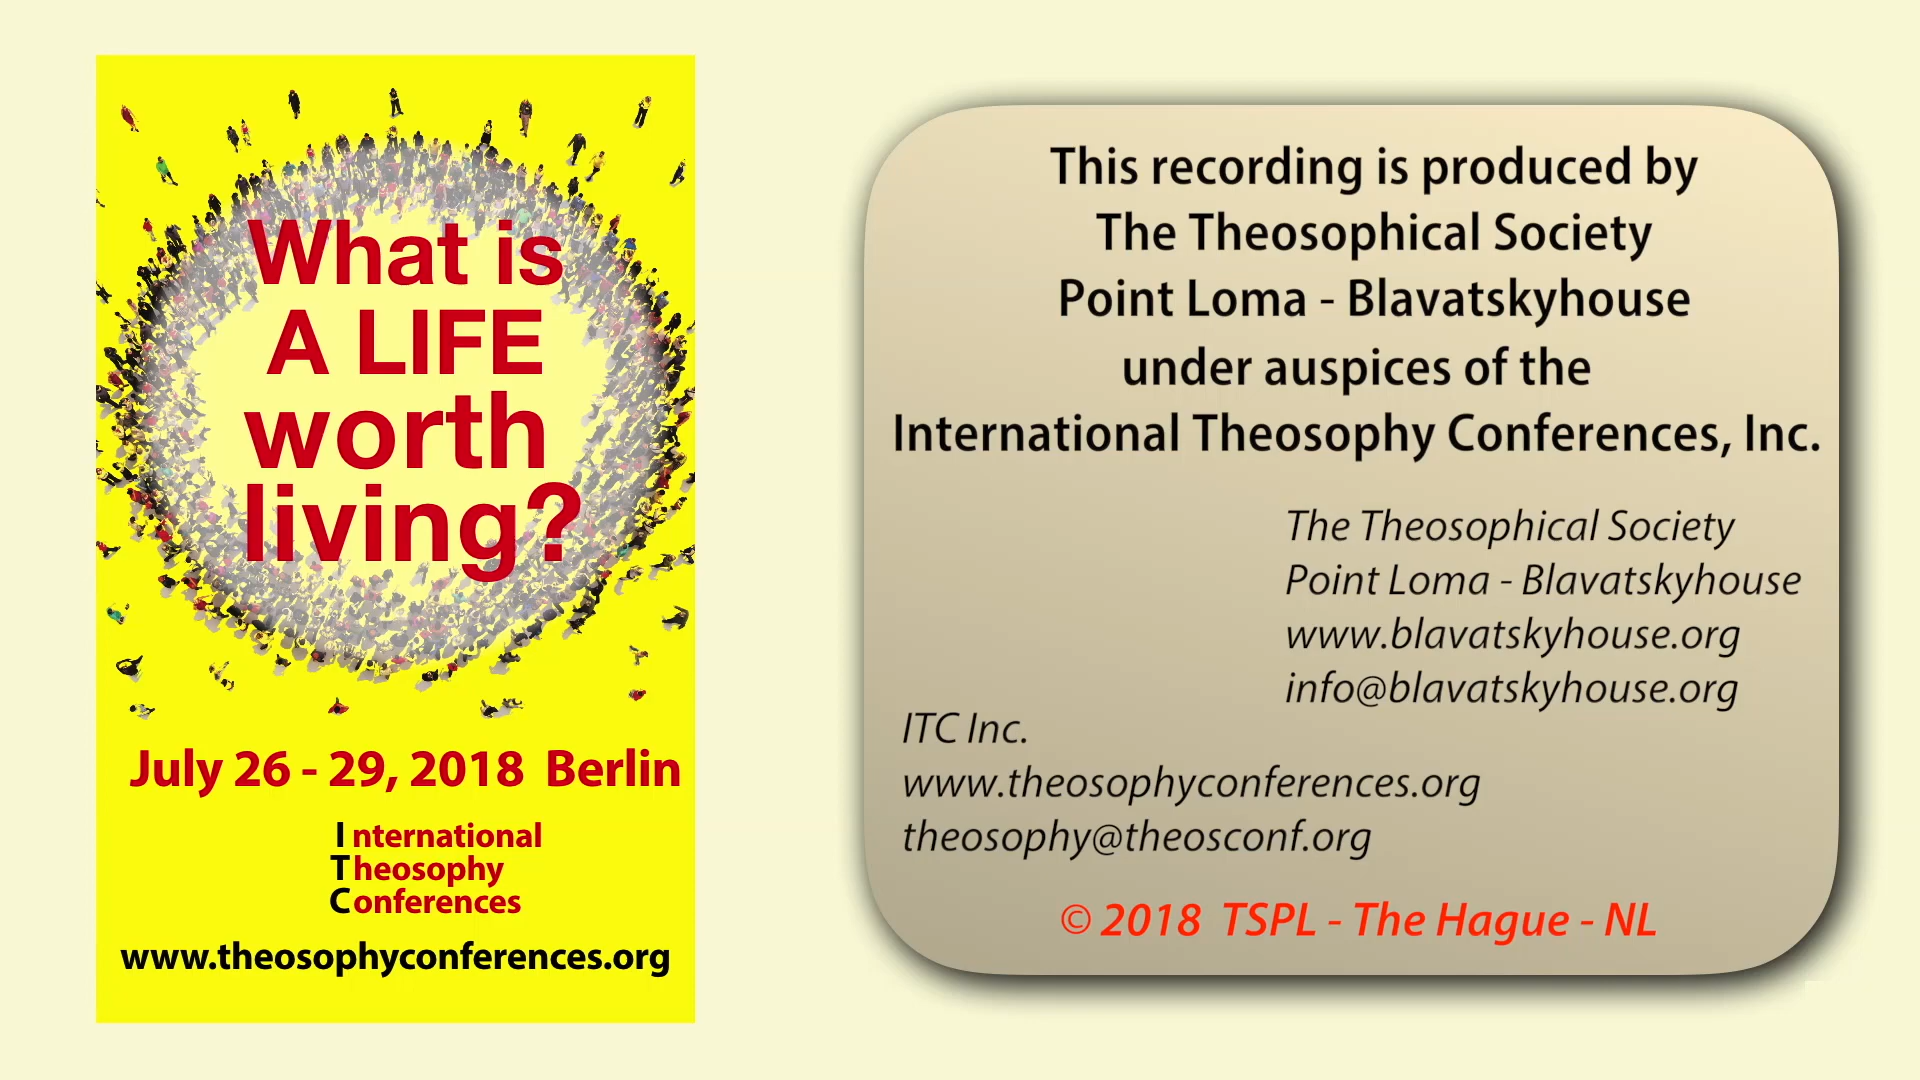 What is
A LIFE
worth
living?
July 26 - 29, 2018 Berlin
International
Theosophy
Conferences
www.theosophyconferences.org
This recording is produced by
The Theosophical Society
Point Loma - Blavatskyhouse
under auspices of the
International Theosophy Conferences, Inc.
The Theosophical Society
Point Loma - Blavatskyhouse
www.blavatskyhouse.org
info@blavatskyhouse.org
ITC Inc.
www.theosophyconferences.org
theosophy@theosconf.org
© 2018 TSPL - The Hague - NL